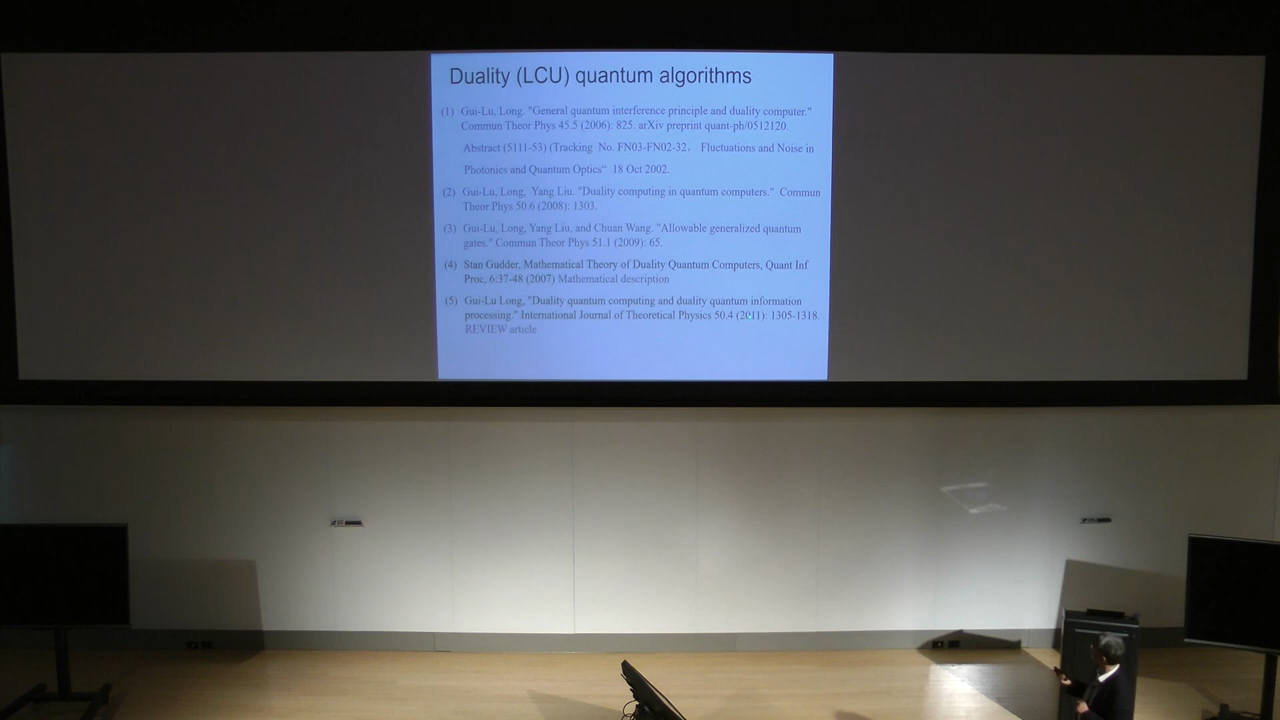 Duality (LCU) quantum algorithms
(1) Gui-Lu, Long. "General quantum interference principle and duality computer."
Commun Theor Phys 45.5 (2006): 825. arXiv preprint quant-ph/0512120.
Abstract (5111-53) (Tracking No. FN03-FN02-32, Fluctuations and Noise in
Photonics and Quantum Optics" 18 Oct 2002.
(2) Gui-Lu, Long, Yang Liu. "Duality computing in quantum computers." Commun
Theor Phys 50.6 (2008): 1303.
(3) Gui-Lu, Long, Yang Liu, and Chuan Wang. "Allowable generalized quantum
gates." Commun Theor Phys 51.1 (2009): 65.
(4) Stan Gudder, Mathematical Theory of Duality Quantum Computers, Quant Inf
Proc, 6:37-48 (2007) Mathematical description
(5) Gui-Lu Long, "Duality quantum computing and duality quantum information
processing." International Journal of Theoretical Physics 50.4 (2011): 1305-1318.
REVIEW article